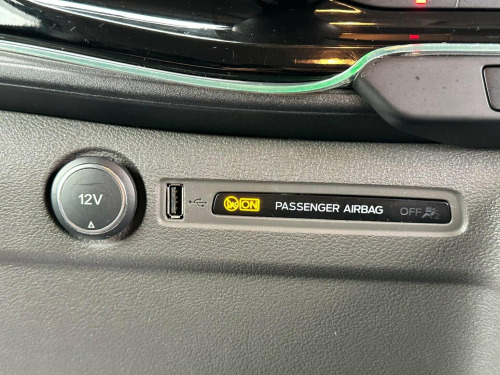 12V
ON PASSENGER AIRBAG OFF